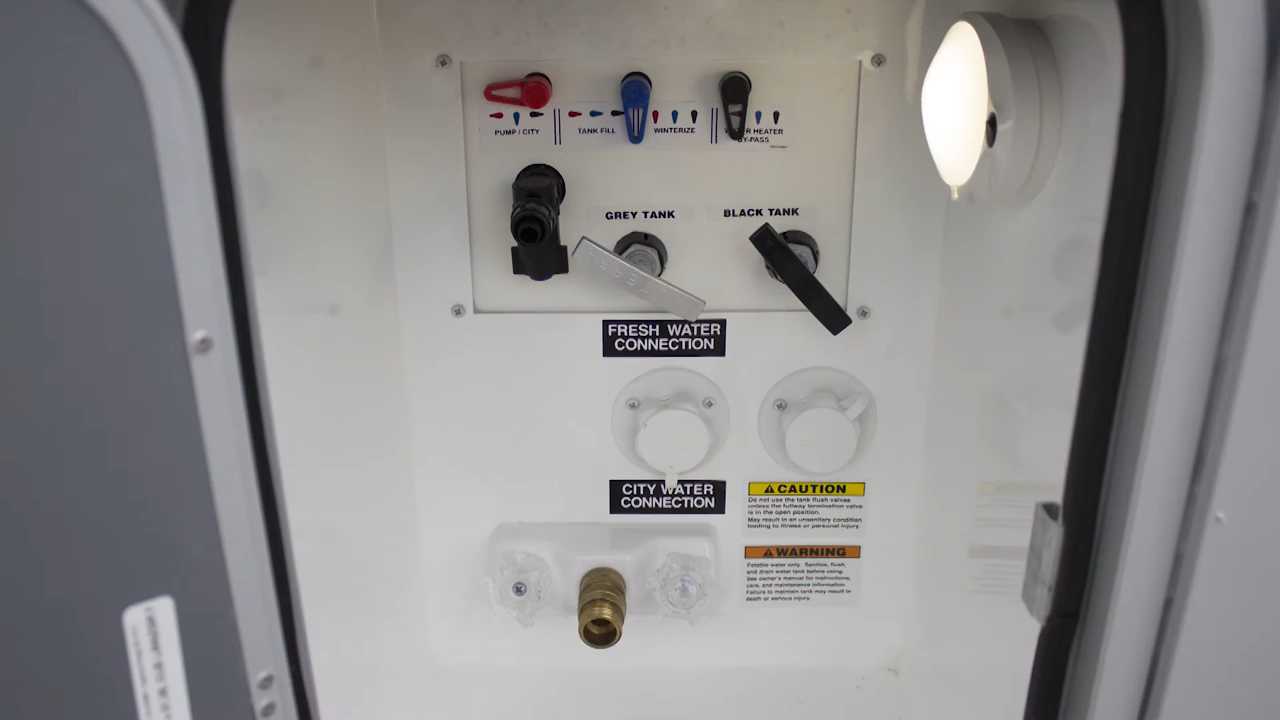 PUMP / CITY
TANK FILL
WINTERIZE
HEATER
BY-PASS
GREY TANK
BLACK TANK
FRESH WATER
CONNECTION
CITY WATER
CONNECTION
CAUTION
Do not use the tank flush valves
unless the fullway termination valve
is in the open position.
May result in an unsanitary condition
leading to illness or personal injury.
WARNING
Potable water only. Sanitize, flush,
and drain water tank before using.
See owner's manual for instructions,
care, and maintenance information.
Failure to maintain tank may result in
death or serious injury.